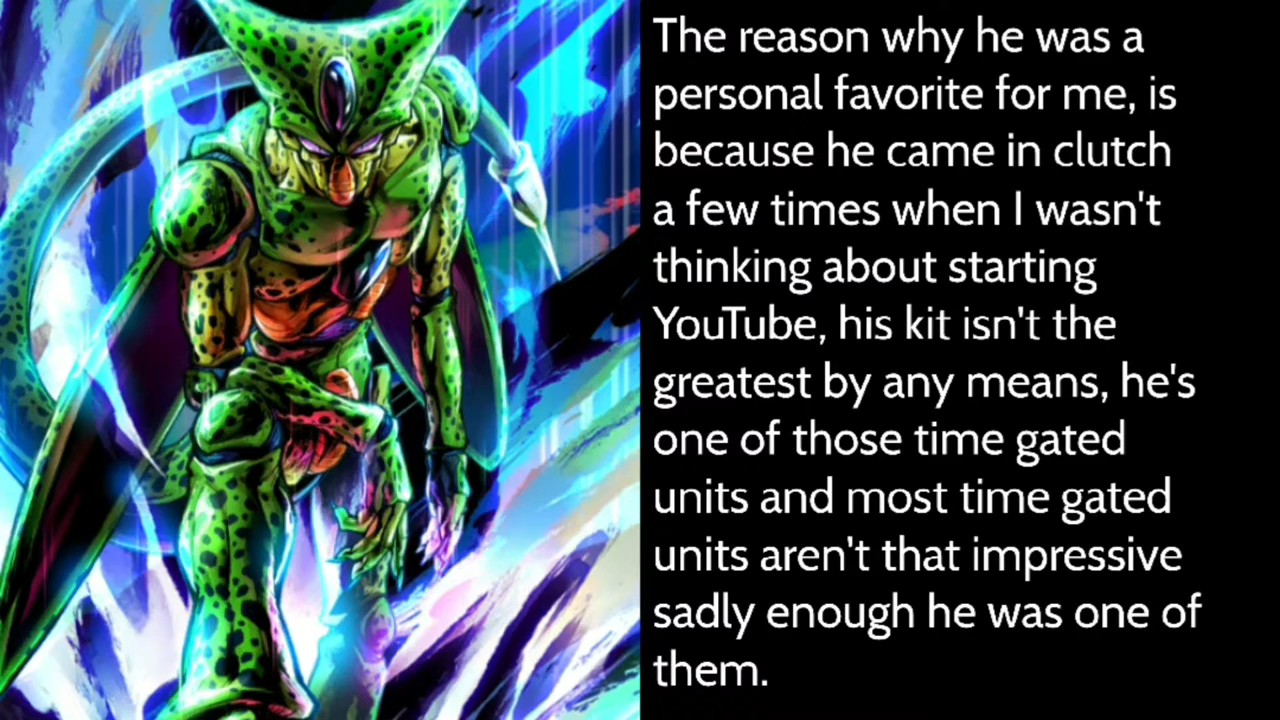 The reason why he was a
personal favorite for me, is
because he came in clutch
a few times when I wasn't
thinking about starting
YouTube, his kit isn't the
greatest by any means, he's
one of those time gated
units and most time gated
units aren't that impressive
sadly enough he was one of
them.